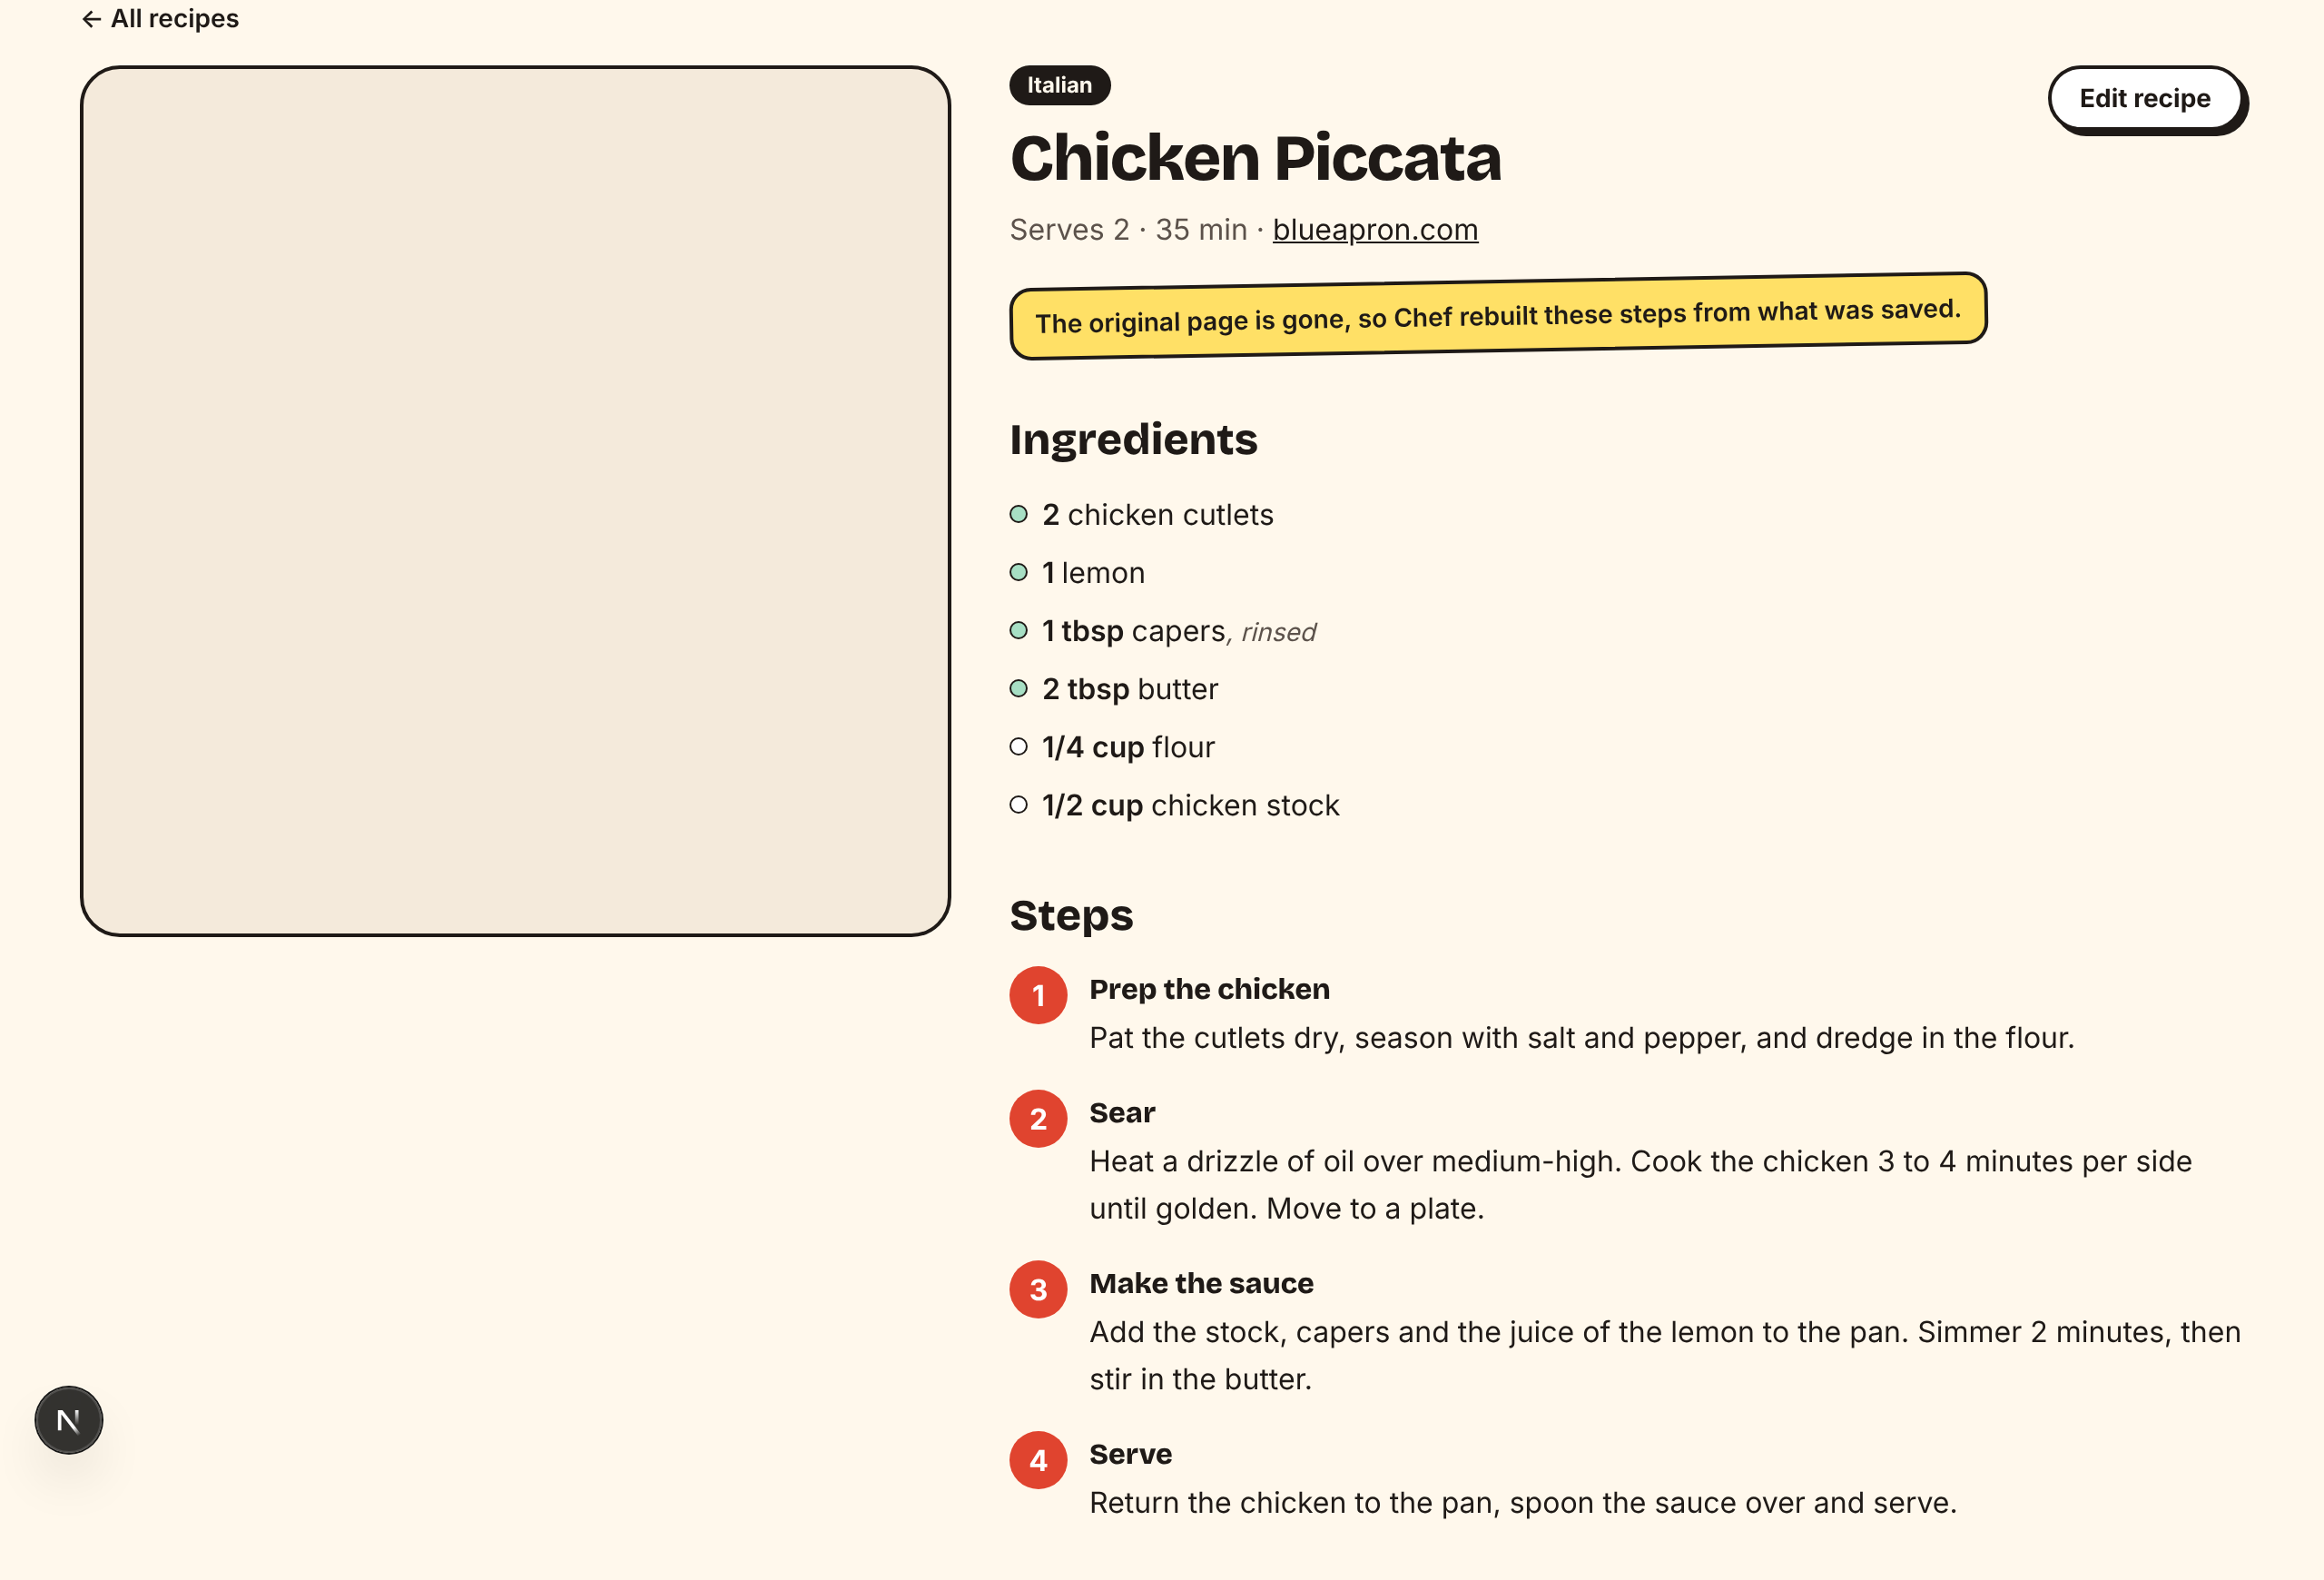 ← All recipes
Italian
Edit recipe
Chicken Piccata
Serves 2 · 35 min · blueapron.com
The original page is gone, so Chef rebuilt these steps from what was saved.
Ingredients
2 chicken cutlets
1 lemon
1 tbsp capers, rinsed
2 tbsp butter
1/4 cup flour
1/2 cup chicken stock
Steps
1 Prep the chicken
Pat the cutlets dry, season with salt and pepper, and dredge in the flour.
2 Sear
Heat a drizzle of oil over medium-high. Cook the chicken 3 to 4 minutes per side
until golden. Move to a plate.
3 Make the sauce
Add the stock, capers and the juice of the lemon to the pan. Simmer 2 minutes, then
stir in the butter.
4 Serve
Return the chicken to the pan, spoon the sauce over and serve.
N